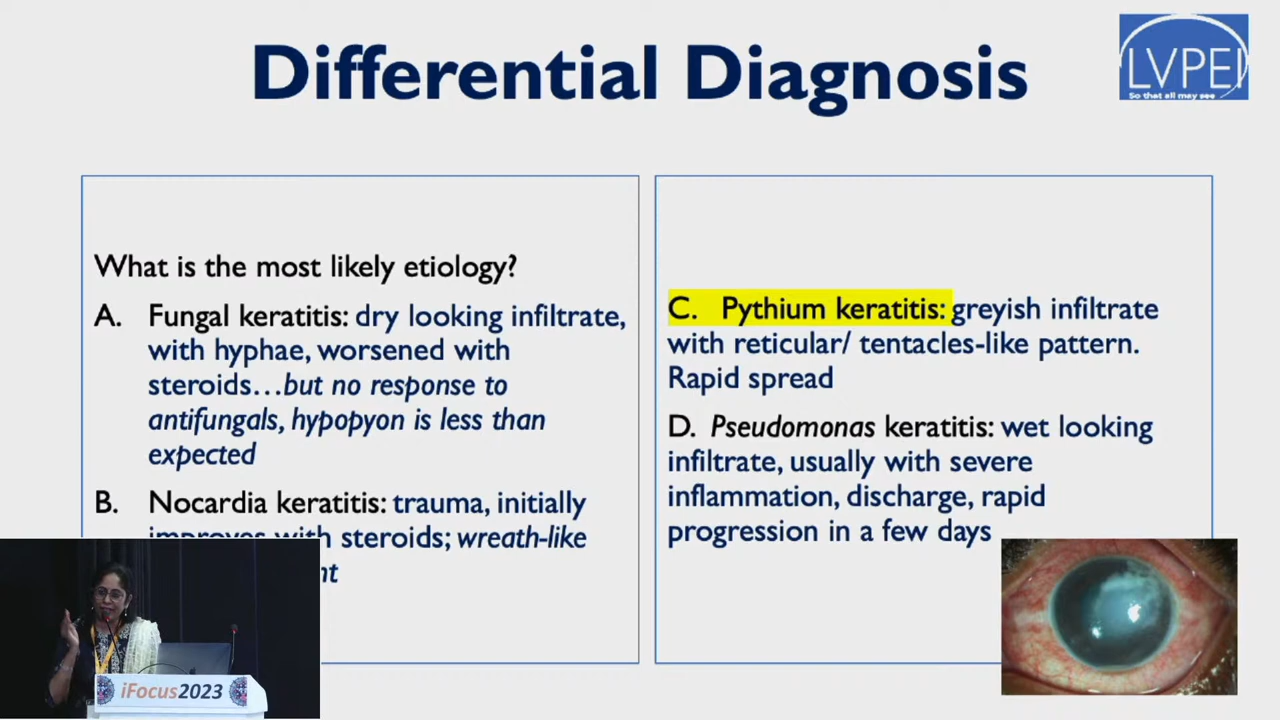 Differential Diagnosis
LVPEI
So that all may see
What is the most likely etiology?
A. Fungal keratitis: dry looking infiltrate,
with hyphae, worsened with
steroids…but no response to
antifungals, hypopyon is less than
expected
B. Nocardia keratitis: trauma, initially
improves with steroids; wreath-like
C. Pythium keratitis: greyish infiltrate
with reticular/ tentacles-like pattern.
Rapid spread
D. Pseudomonas keratitis: wet looking
infiltrate, usually with severe
inflammation, discharge, rapid
progression in a few days
iFocus2023